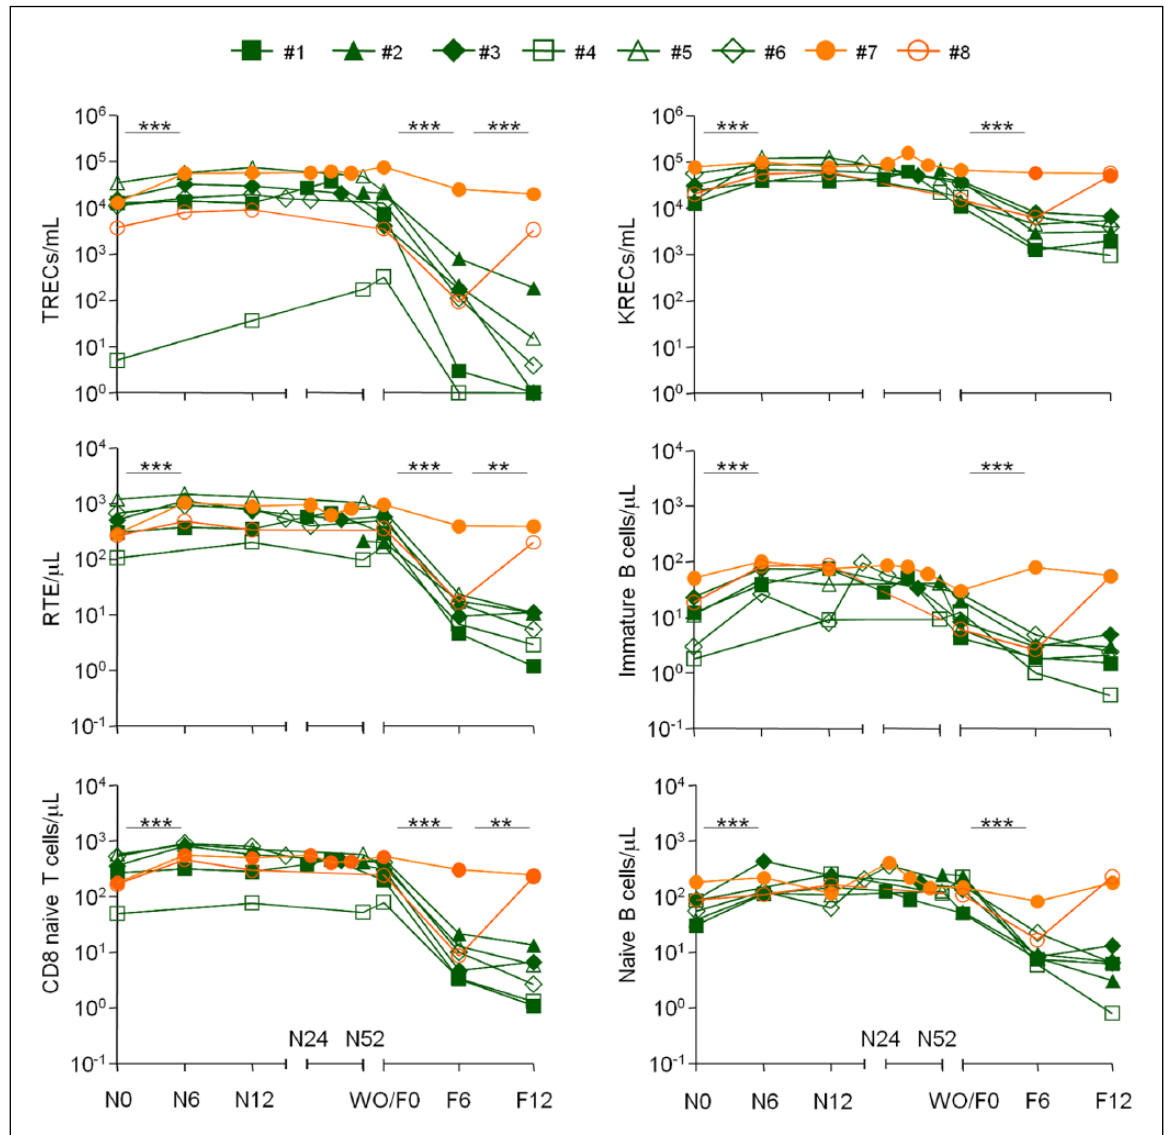 #1 #2 #3 #4 #5 #6 #7 #8
TRECs/mL
10⁶
10⁵
10⁴
10³
10²
10¹
10⁰
*** *** ***
KRECs/mL
10⁶
10⁵
10⁴
10³
10²
10¹
10⁰
*** ***
RTE/μL
10⁴
10³
10²
10¹
10⁰
10⁻¹
*** *** **
Immature B cells/μL
10⁴
10³
10²
10¹
10⁰
10⁻¹
*** ***
CD8 naive T cells/μL
10⁴
10³
10²
10¹
10⁰
10⁻¹
*** *** **
N24 N52
N0 N6 N12 WO/F0 F6 F12
Naive B cells/μL
10⁴
10³
10²
10¹
10⁰
10⁻¹
*** ***
N24 N52
N0 N6 N12 WO/F0 F6 F12